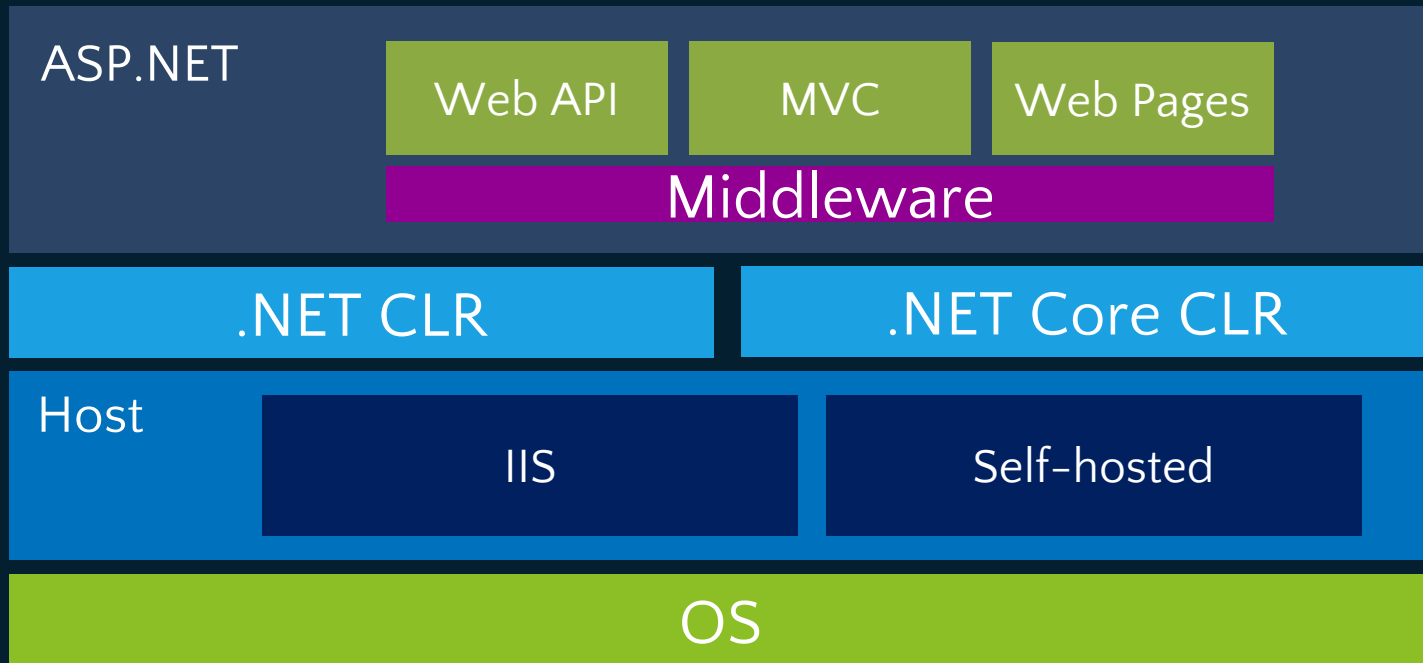 ASP.NET
Web API
MVC
Web Pages
Middleware
.NET CLR
.NET Core CLR
Host
IIS
Self-hosted
OS